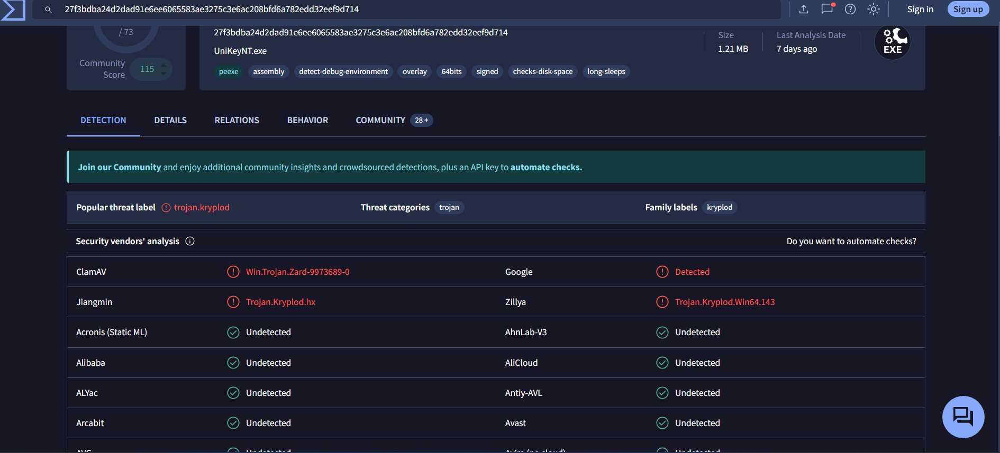 27f3bdba24d2dad91e6ee6065583ae3275c3e6ac208bfd6a782edd32eef9d714
Sign in
Sign up
/ 73
Community Score
115
27f3bdba24d2dad91e6ee6065583ae3275c3e6ac208bfd6a782edd32eef9d714
UniKeyNT.exe
peexe assembly detect-debug-environment overlay 64bits signed checks-disk-space long-sleeps
Size
1.21 MB
Last Analysis Date
7 days ago
EXE
DETECTION DETAILS RELATIONS BEHAVIOR COMMUNITY 28 +
Join our Community and enjoy additional community insights and crowdsourced detections, plus an API key to automate checks.
Popular threat label trojan.kryplod Threat categories trojan Family labels kryplod
Security vendors' analysis Do you want to automate checks?
ClamAV Win.Trojan.Zard-9973689-0 Google Detected
Jiangmin Trojan.Kryplod.hx Zillya Trojan.Kryplod.Win64.143
Acronis (Static ML) Undetected AhnLab-V3 Undetected
Alibaba Undetected AliCloud Undetected
ALYac Undetected Antiy-AVL Undetected
Arcabit Undetected Avast Undetected
AVG Undetected Avira (no cloud) Undetected